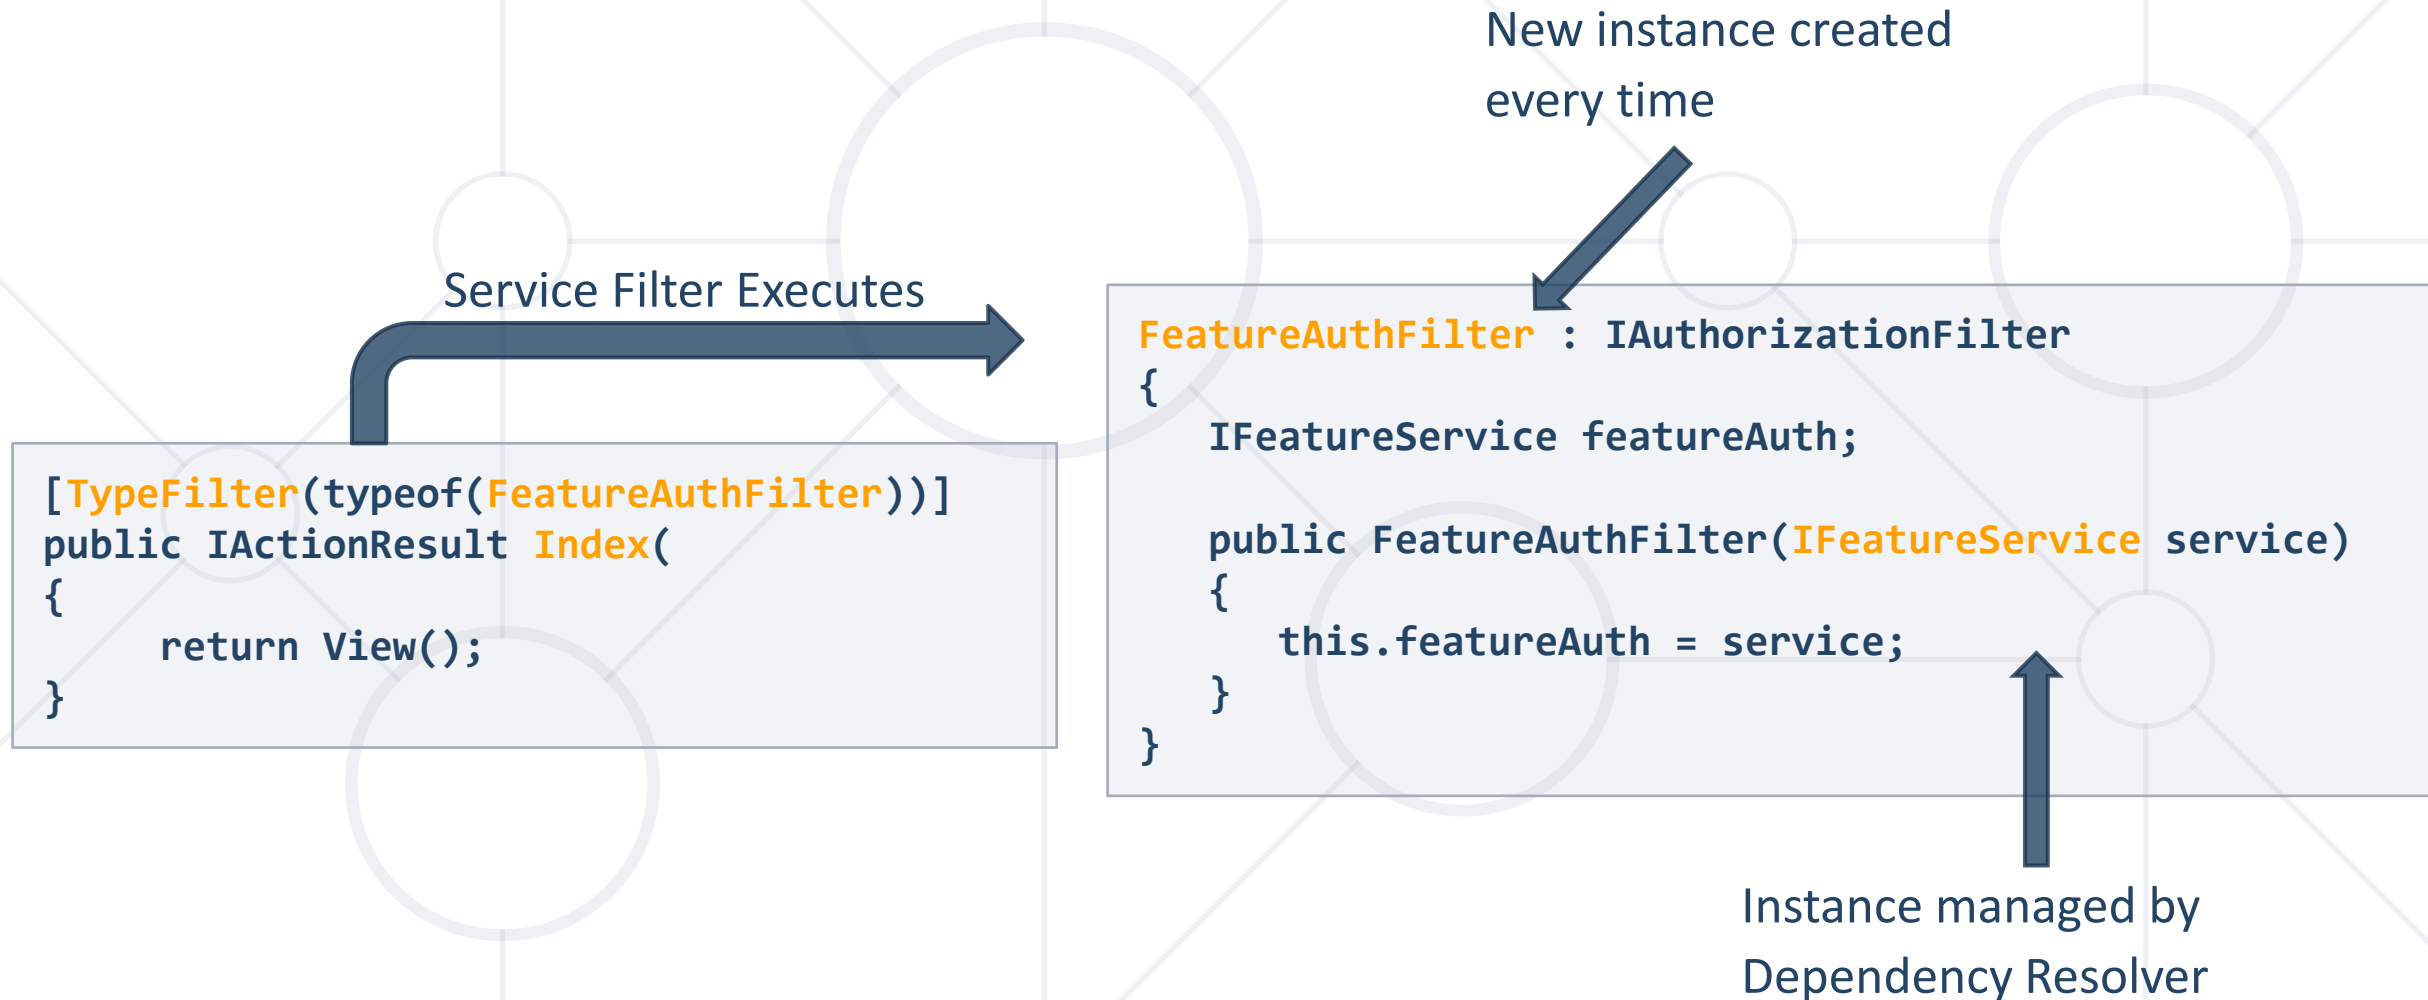 New instance created
every time
Service Filter Executes
[TypeFilter(typeof(FeatureAuthFilter))]
public IActionResult Index(
{
     return View();
}
FeatureAuthFilter : IAuthorizationFilter
{
   IFeatureService featureAuth;

   public FeatureAuthFilter(IFeatureService service)
   {
      this.featureAuth = service;
   }
}
Instance managed by
Dependency Resolver